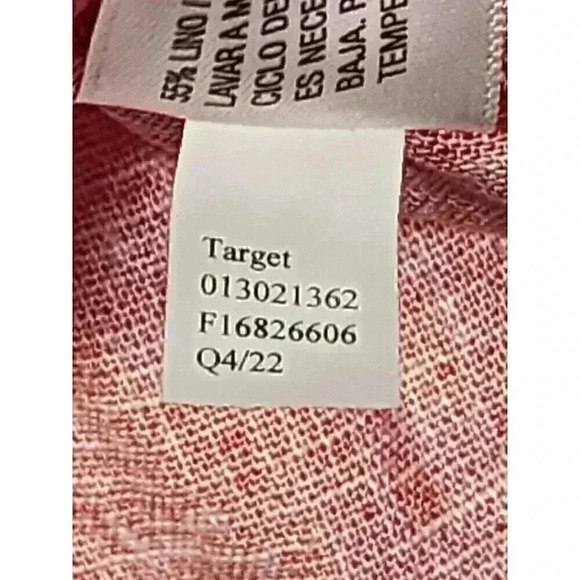 55% LINO /
LAVAR A M
CICLO DE
ES NECE
BAJA. P
TEMPE
Target
013021362
F16826606
Q4/22